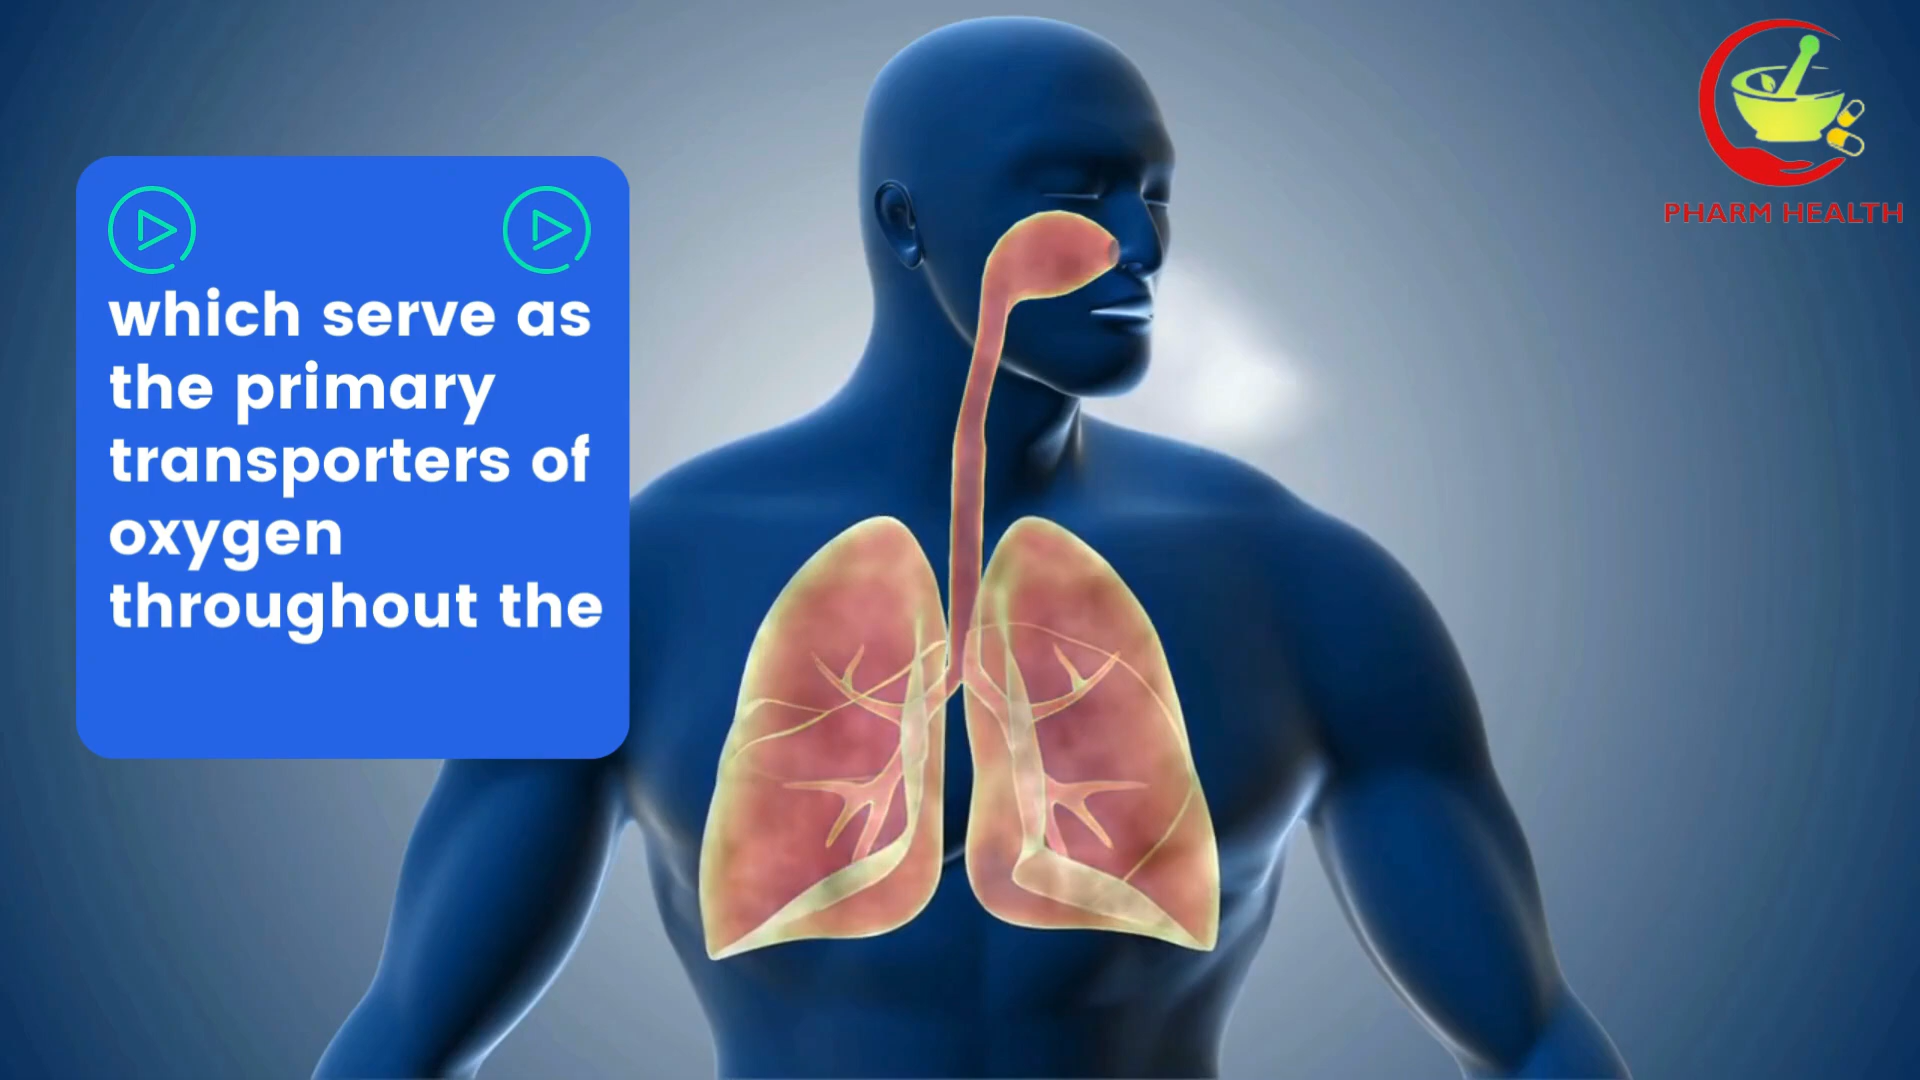 which serve as
the primary
transporters of
oxygen
throughout the
PHARM HEALTH